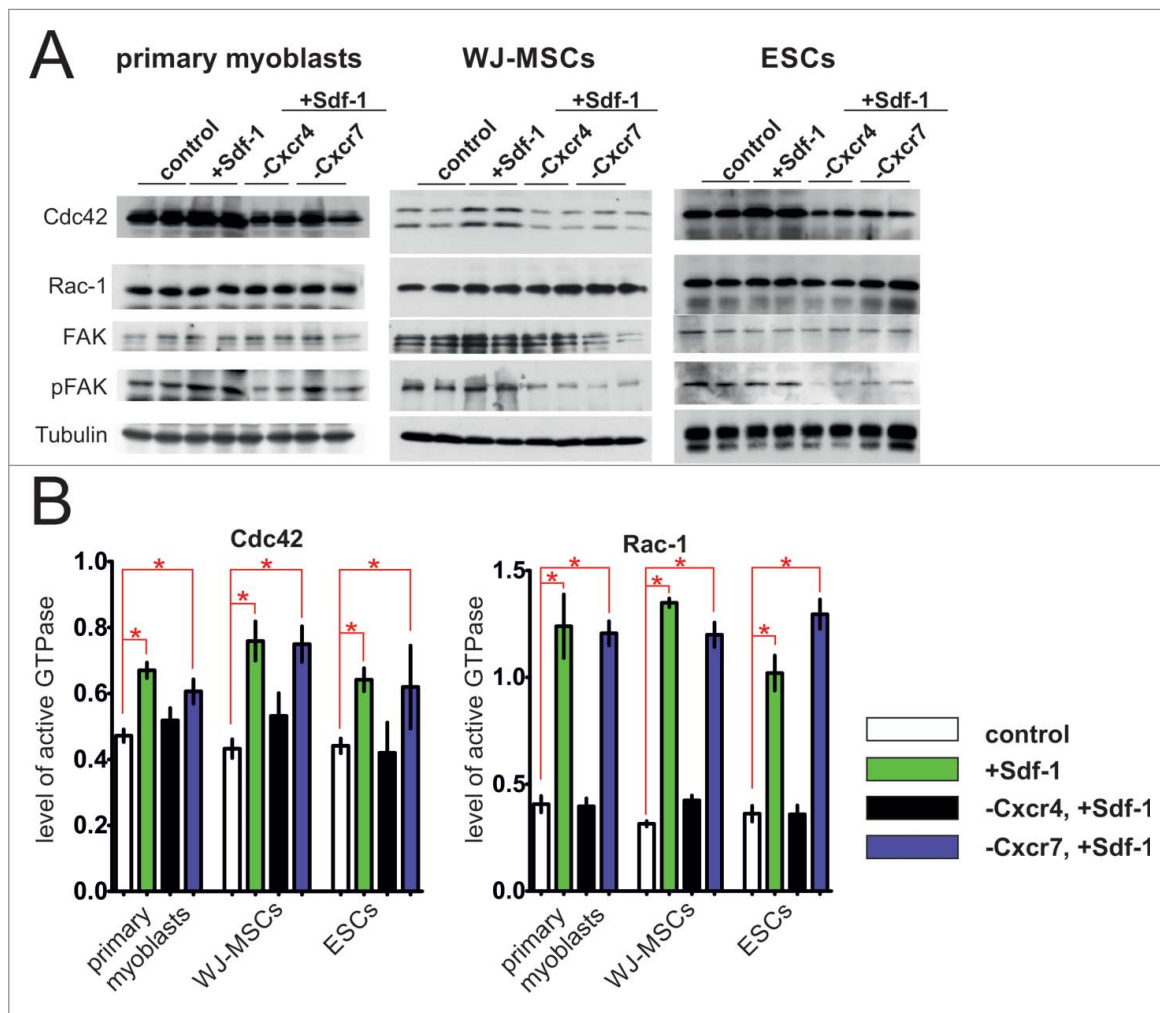 A
primary myoblasts
WJ-MSCs
ESCs
+Sdf-1
+Sdf-1
+Sdf-1
control
+Sdf-1
-Cxcr4
-Cxcr7
control
+Sdf-1
-Cxcr4
-Cxcr7
control
+Sdf-1
-Cxcr4
-Cxcr7
Cdc42
Rac-1
FAK
pFAK
Tubulin
B
Cdc42
level of active GTPase
1.0
0.8
0.6
0.4
0.2
0.0
*
*
*
*
*
*
primary
myoblasts
WJ-MSCs
ESCs
Rac-1
level of active GTPase
1.5
1.0
0.5
0.0
*
*
*
*
*
*
primary
myoblasts
WJ-MSCs
ESCs
control
+Sdf-1
-Cxcr4, +Sdf-1
-Cxcr7, +Sdf-1